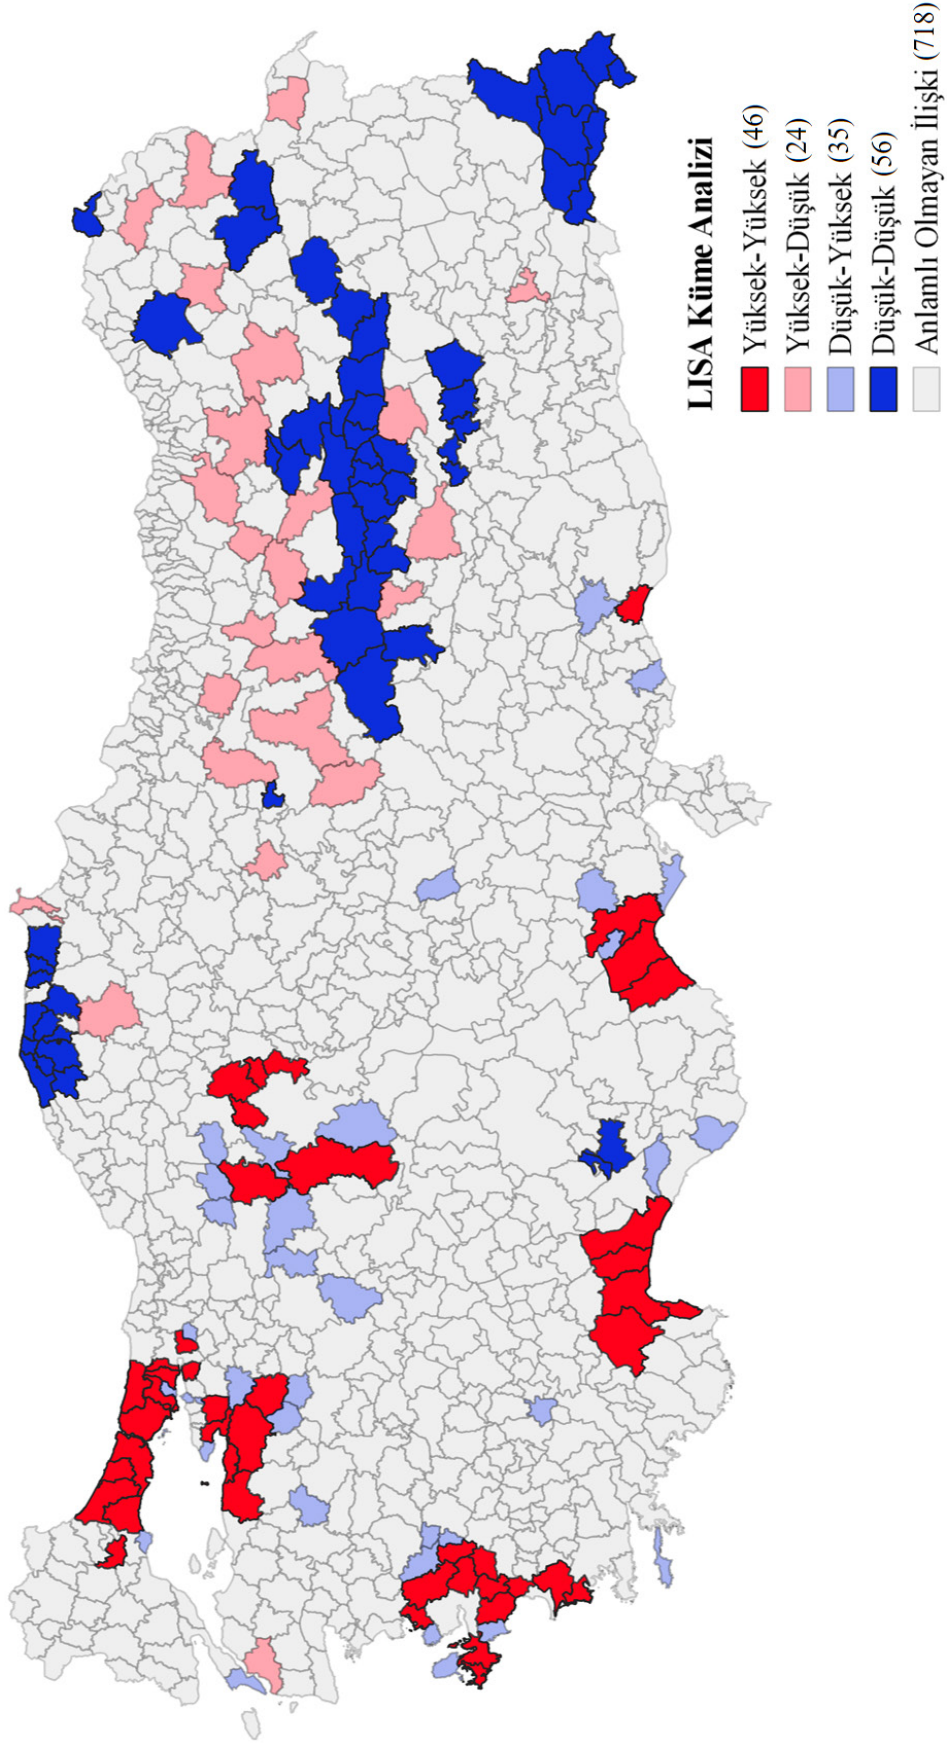 LISA Küme Analizi
Yüksek-Yüksek (46)
Yüksek-Düşük (24)
Düşük-Yüksek (35)
Düşük-Düşük (56)
Anlamlı Olmayan İlişki (718)